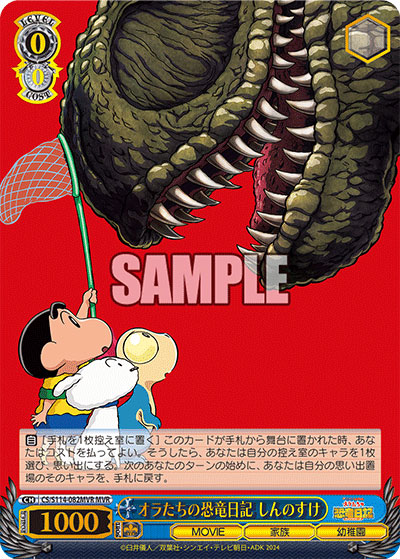 LEVEL
0
0
COST
SAMPLE
自【手札を1枚控え室に置く】このカードが手札から舞台に置かれた時、あな
たはコストを払ってよい。そうしたら、あなたは自分の控え室のキャラを1
枚選び、思い出にする。次のあなたのターンの始めに、あなたは自分の思い出置
場のそのキャラを、手札に戻す。
CH CS/S114-082MVR MVR
オラたちの恐竜日記 しんのすけ
恐竜日記
POWER
1000
MOVIE
家族
幼稚園
©臼井儀人/双葉社・シンエイ・テレビ朝日・ADK 2024